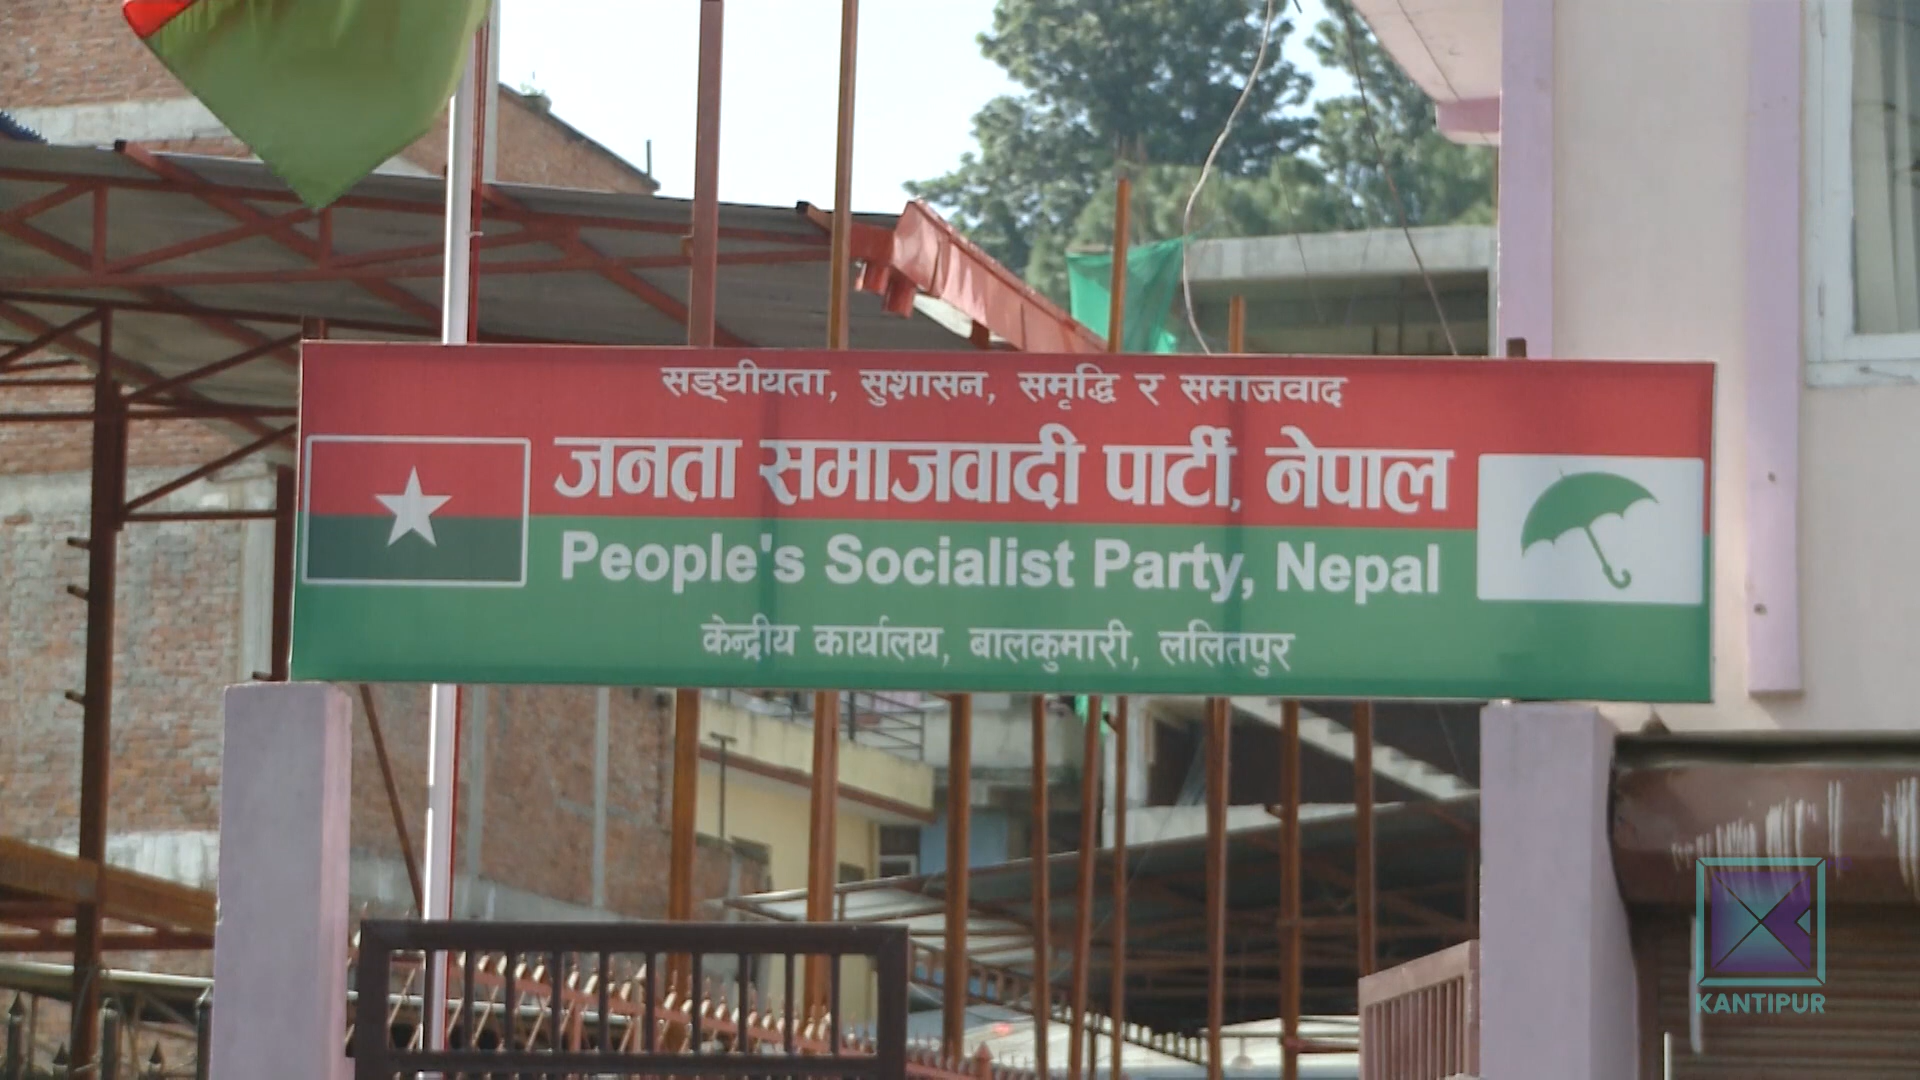 सङ्घीयता, सुशासन, समृद्धि र समाजवाद
जनता समाजवादी पार्टी, नेपाल
People's Socialist Party, Nepal
केन्द्रीय कार्यालय, बालकुमारी, ललितपुर
KANTIPUR